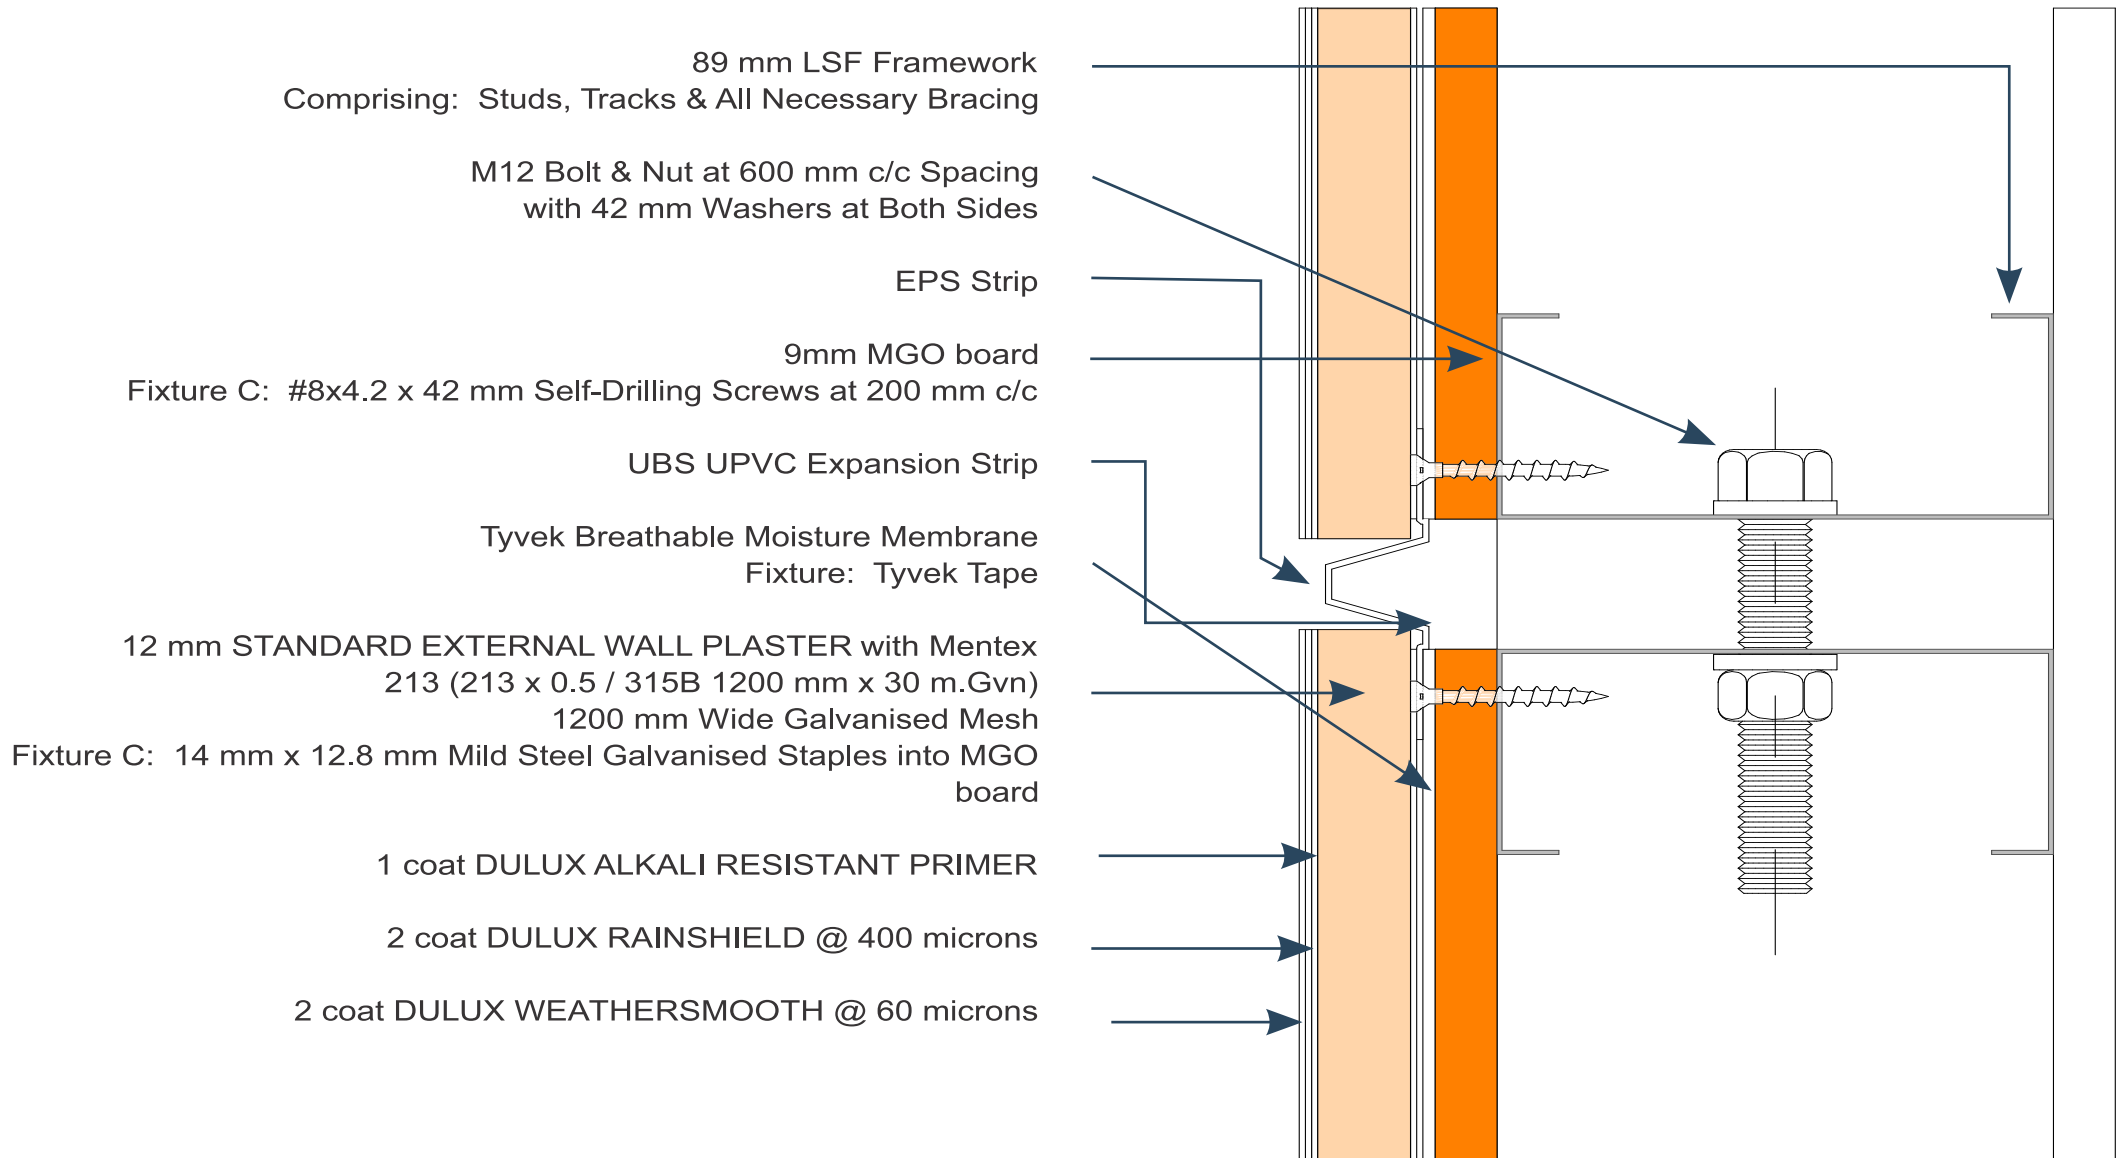 89 mm LSF Framework
Comprising:  Studs, Tracks & All Necessary Bracing
M12 Bolt & Nut at 600 mm c/c Spacing
with 42 mm Washers at Both Sides
EPS Strip
9mm MGO board
Fixture C:  #8x4.2 x 42 mm Self-Drilling Screws at 200 mm c/c
UBS UPVC Expansion Strip
Tyvek Breathable Moisture Membrane
Fixture:  Tyvek Tape
12 mm STANDARD EXTERNAL WALL PLASTER with Mentex
213 (213 x 0.5 / 315B 1200 mm x 30 m.Gvn)
1200 mm Wide Galvanised Mesh
Fixture C:  14 mm x 12.8 mm Mild Steel Galvanised Staples into MGO
board
1 coat DULUX ALKALI RESISTANT PRIMER
2 coat DULUX RAINSHIELD @ 400 microns
2 coat DULUX WEATHERSMOOTH @ 60 microns